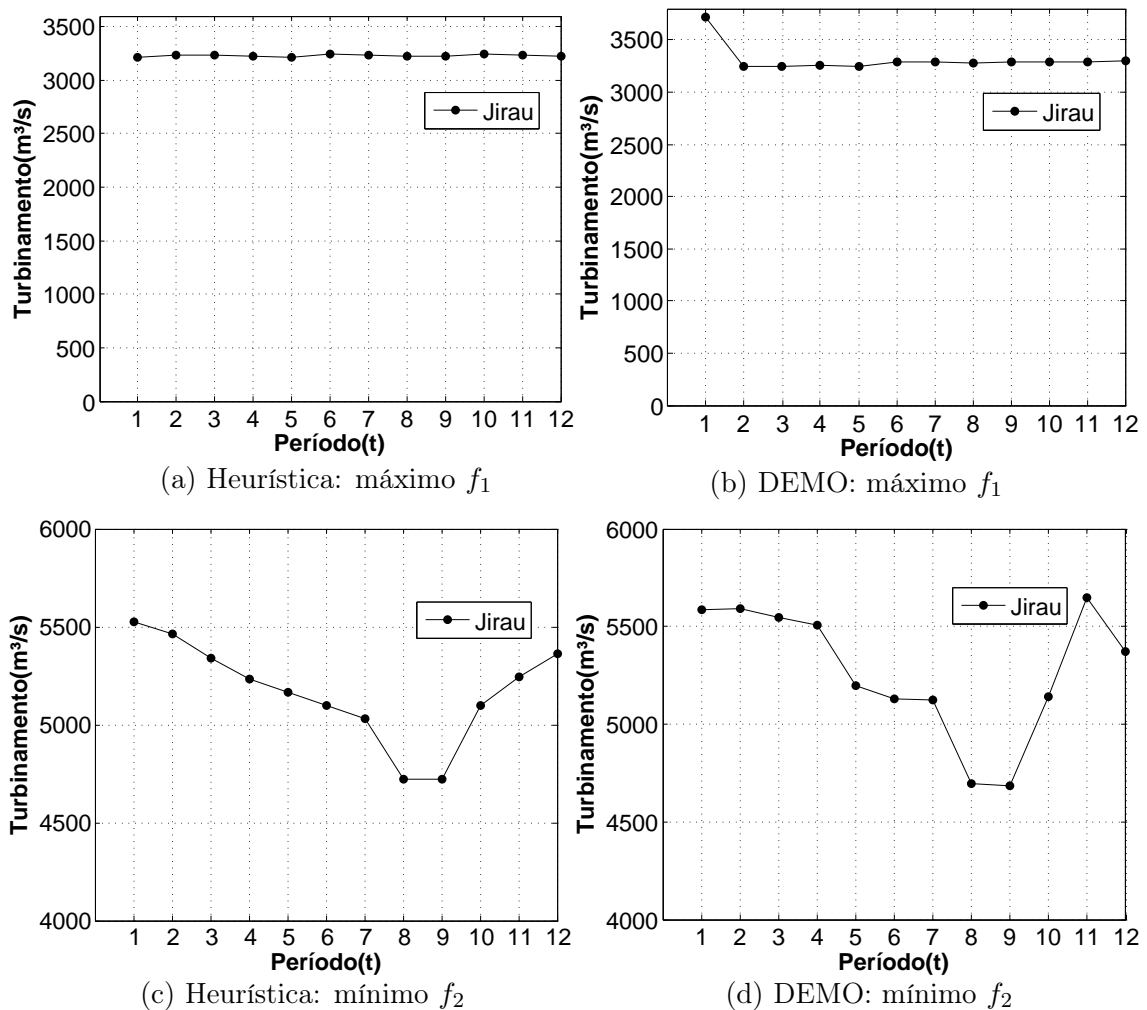 3500
3000
2500
2000
1500
1000
500
0
Turbinamento(m³/s)
Jirau
1 2 3 4 5 6 7 8 9 10 11 12
Período(t)
(a) Heurística: máximo f₁
3500
3000
2500
2000
1500
1000
500
0
Turbinamento(m³/s)
Jirau
1 2 3 4 5 6 7 8 9 10 11 12
Período(t)
(b) DEMO: máximo f₁
6000
5500
5000
4500
4000
Turbinamento(m³/s)
Jirau
1 2 3 4 5 6 7 8 9 10 11 12
Período(t)
(c) Heurística: mínimo f₂
6000
5500
5000
4500
4000
Turbinamento(m³/s)
Jirau
1 2 3 4 5 6 7 8 9 10 11 12
Período(t)
(d) DEMO: mínimo f₂